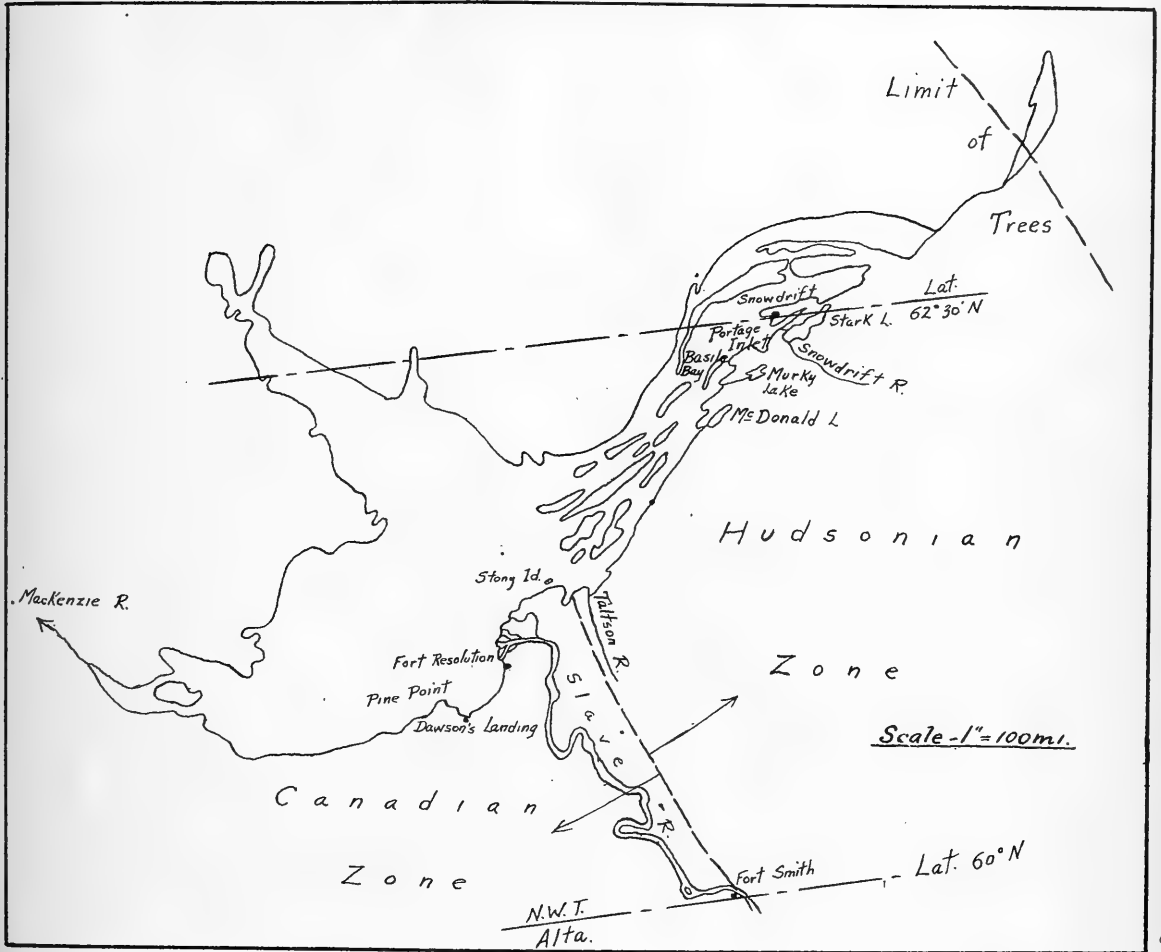 Limit
of
Trees
Lat.
62°30'N
Snowdrift
Stark L.
Portage
Inlet
Snowdrift R.
Basile
Bay
Murky
Lake
McDonald L
Hudsonian
Zone
Stony Id.
Taltson R.
MacKenzie R.
Fort Resolution
Slave R.
Pine Point
Dawson's Landing
Scale-1"=100mi.
Canadian
Zone
Fort Smith
Lat. 60°N
N.W.T.
Alta.